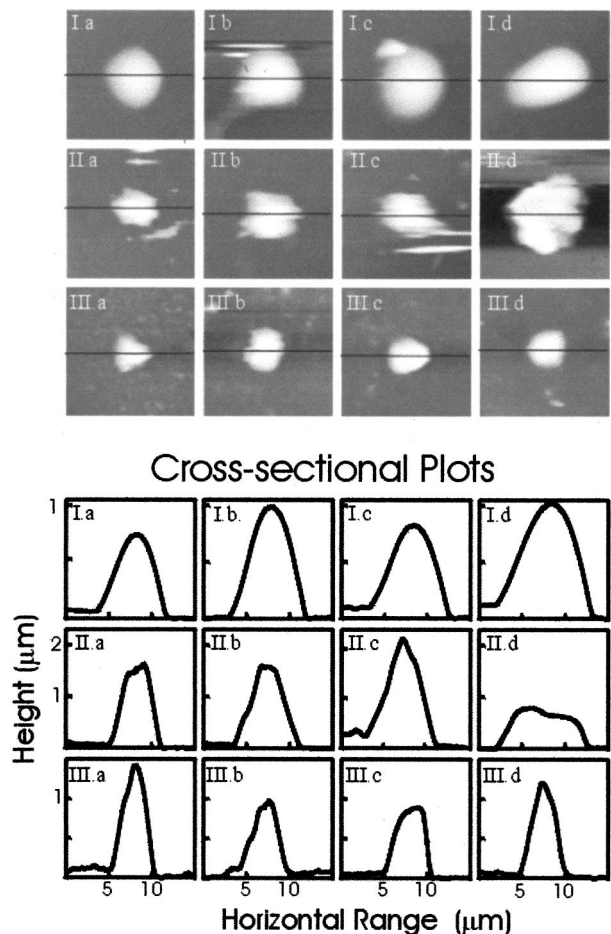 I.a I.b I.c I.d
II.a II.b II.c II.d
III.a III.b III.c III.d
Cross-sectional Plots
1 I.a I.b. I.c I.d
2 II.a II.b II.c II.d
1
III.a III.b III.c III.d
1
5 10 5 10 5 10 5 10
Height (μm)
Horizontal Range (μm)